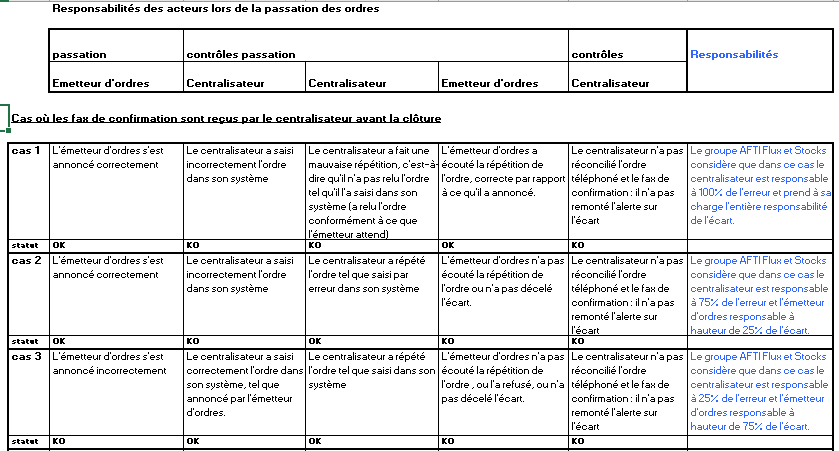 Responsabilités des acteurs lors de la passation des ordres
passation contrôles passation contrôles Responsabilités
Emetteur d'ordres Centralisateur Centralisateur Emetteur d'ordres Centralisateur
Cas où les fax de confirmation sont reçus par le centralisateur avant la clôture
cas 1
L'émetteur d'ordres s'est
annoncé correctement
Le centralisateur a saisi
incorrectement l'ordre
dans son système
Le centralisateur a fait une
mauvaise répétition, c'est-à-
dire qu'il n'a pas relu l'ordre
tel qu'il l'a saisi dans son
système (a relu l'ordre
conformément à ce que
l'émetteur attend)
L'émetteur d'ordres a
écouté la répétition de
l'ordre, correcte par rapport
à ce qu'il a annoncé.
Le centralisateur n'a pas
réconcilié l'ordre
téléphoné et le fax de
confirmation : il n'a pas
remonté l'alerte sur
l'écart
Le groupe AFTI Flux et Stocks
considère que dans ce cas le
centralisateur est responsable
à 100% de l'erreur et prend à sa
charge l'entière responsabilité
de l'écart.
statut OK KO KO OK KO
cas 2
L'émetteur d'ordres s'est
annoncé correctement
Le centralisateur a saisi
incorrectement l'ordre
dans son système
Le centralisateur a répété
l'ordre tel que saisi par
erreur dans son système
L'émetteur d'ordres n'a pas
écouté la répétition de
l'ordre ou n'a pas décelé
l'écart.
Le centralisateur n'a pas
réconcilié l'ordre
téléphoné et le fax de
confirmation : il n'a pas
remonté l'alerte sur
l'écart
Le groupe AFTI Flux et Stocks
considère que dans ce cas le
centralisateur est responsable
à 75% de l'erreur et l'émetteur
d'ordres responsable à
hauteur de 25% de l'écart.
statut OK KO OK KO KO
cas 3
L'émetteur d'ordres s'est
annoncé incorrectement
Le centralisateur a saisi
correctement l'ordre dans
son système, tel que
annoncé par l'émetteur
d'ordres.
Le centralisateur a répété
l'ordre tel que saisi dans son
système
L'émetteur d'ordres n'a pas
écouté la répétition de
l'ordre , ou l'a refusé, ou n'a
pas décelé l'écart.
Le centralisateur n'a pas
réconcilié l'ordre
téléphoné et le fax de
confirmation : il n'a pas
remonté l'alerte sur
l'écart
Le groupe AFTI Flux et Stocks
considère que dans ce cas le
centralisateur est responsable
à 25% de l'erreur et l'émetteur
d'ordres responsable à
hauteur de 75% de l'écart.
statut KO OK OK KO KO